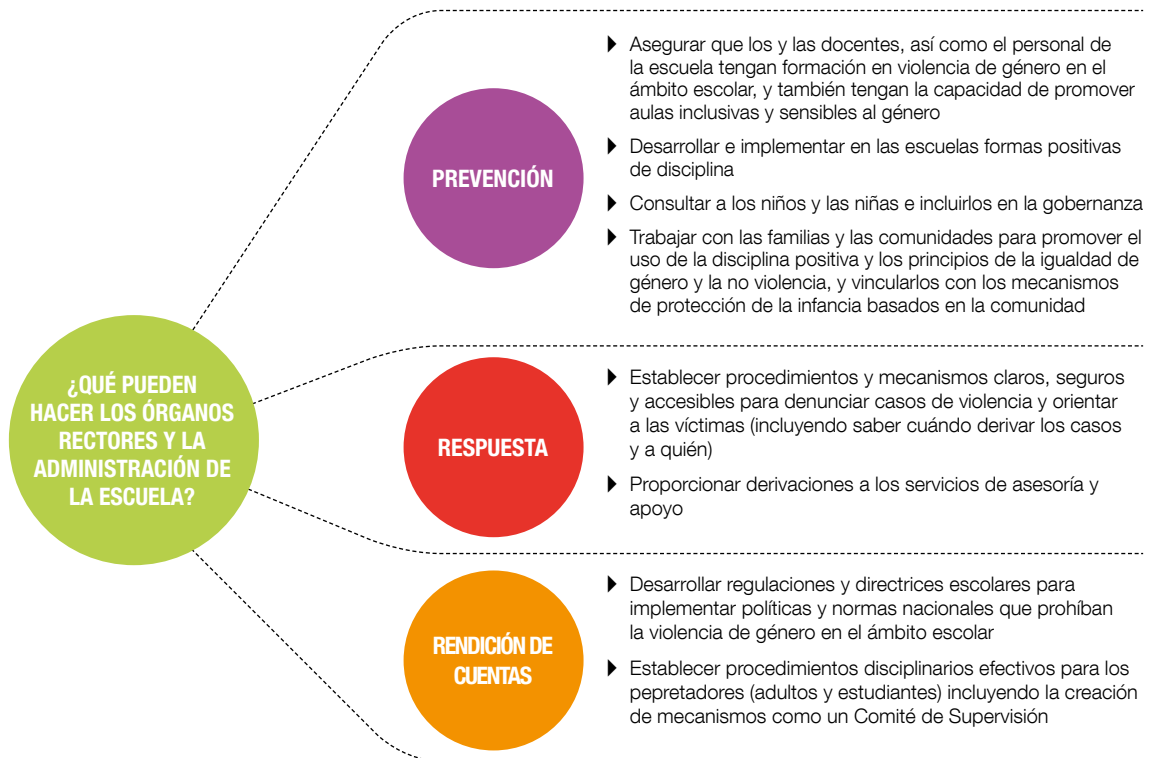 ¿QUÉ PUEDEN
HACER LOS ÓRGANOS
RECTORES Y LA
ADMINISTRACIÓN DE
LA ESCUELA?
PREVENCIÓN
Asegurar que los y las docentes, así como el personal de
la escuela tengan formación en violencia de género en el
ámbito escolar, y también tengan la capacidad de promover
aulas inclusivas y sensibles al género
Desarrollar e implementar en las escuelas formas positivas
de disciplina
Consultar a los niños y las niñas e incluirlos en la gobernanza
Trabajar con las familias y las comunidades para promover el
uso de la disciplina positiva y los principios de la igualdad de
género y la no violencia, y vincularlos con los mecanismos
de protección de la infancia basados en la comunidad
RESPUESTA
Establecer procedimientos y mecanismos claros, seguros
y accesibles para denunciar casos de violencia y orientar
a las víctimas (incluyendo saber cuándo derivar los casos
y a quién)
Proporcionar derivaciones a los servicios de asesoría y
apoyo
RENDICIÓN DE
CUENTAS
Desarrollar regulaciones y directrices escolares para
implementar políticas y normas nacionales que prohíban
la violencia de género en el ámbito escolar
Establecer procedimientos disciplinarios efectivos para los
pepretadores (adultos y estudiantes) incluyendo la creación
de mecanismos como un Comité de Supervisión